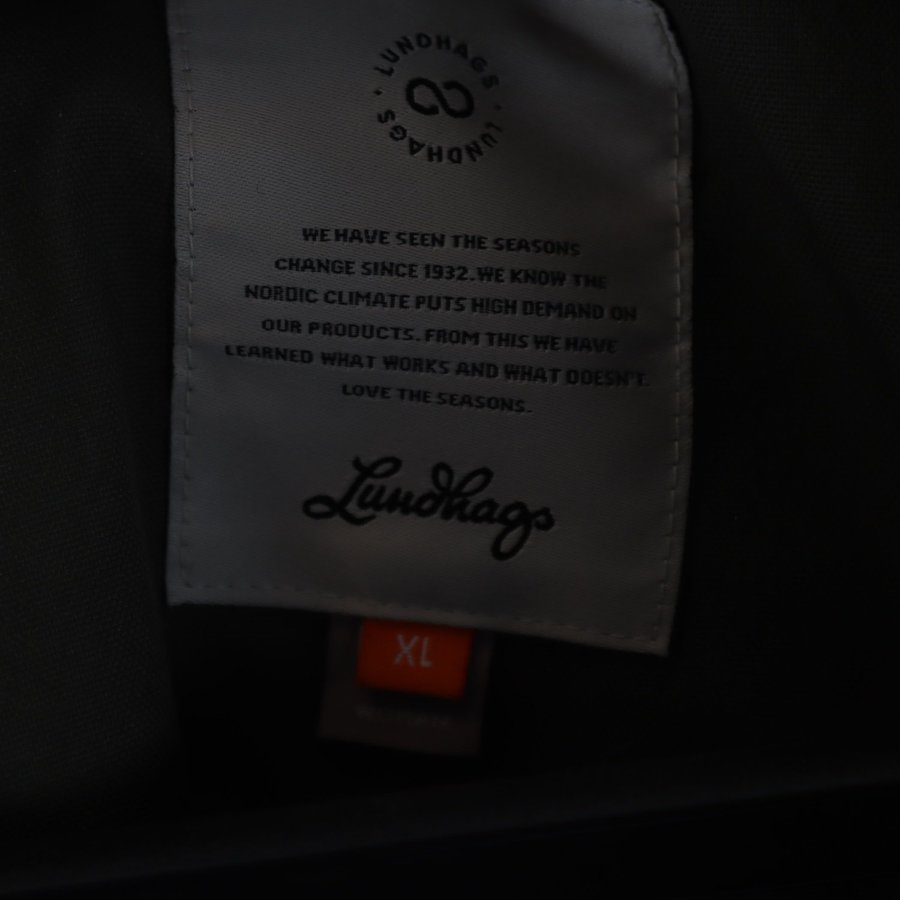 LUNDHAGS · LUNDHAGS ·
WE HAVE SEEN THE SEASONS
CHANGE SINCE 1932. WE KNOW THE
NORDIC CLIMATE PUTS HIGH DEMAND ON
OUR PRODUCTS. FROM THIS WE HAVE
LEARNED WHAT WORKS AND WHAT DOESN'T.
LOVE THE SEASONS.
Lundhags
XL